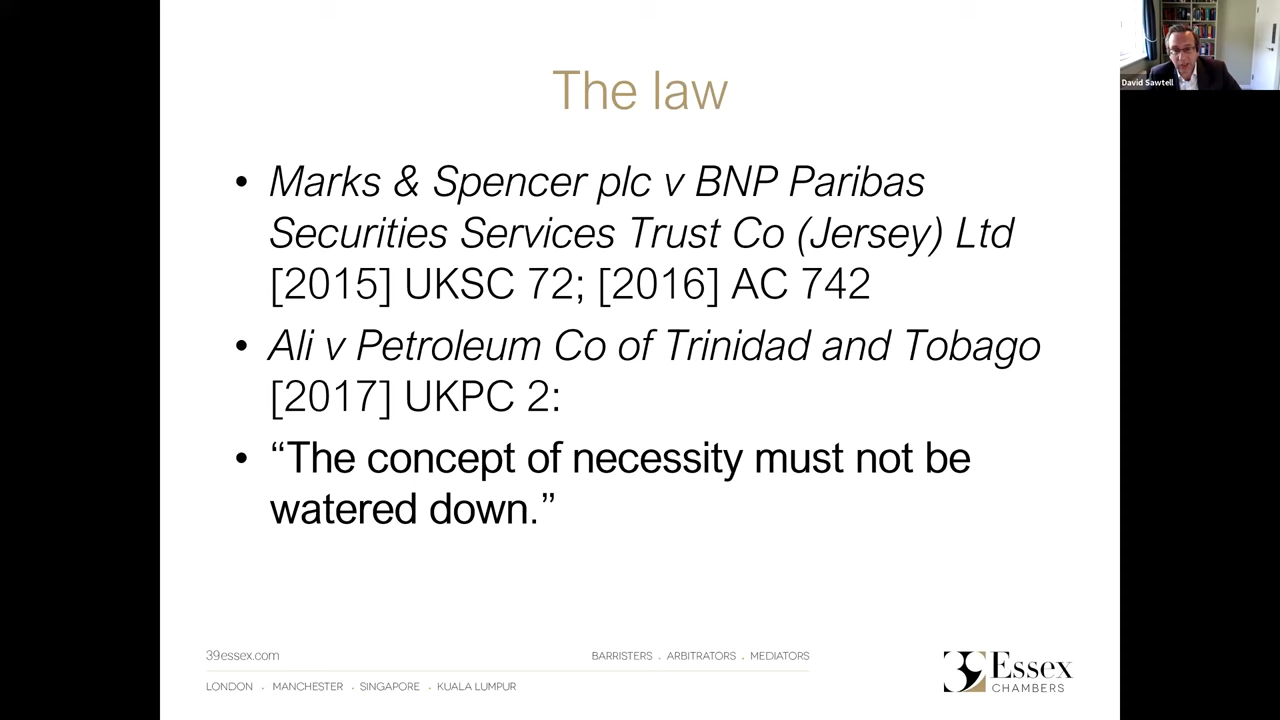 David Sawtell
The law
• Marks & Spencer plc v BNP Paribas
Securities Services Trust Co (Jersey) Ltd
[2015] UKSC 72; [2016] AC 742
• Ali v Petroleum Co of Trinidad and Tobago
[2017] UKPC 2:
• “The concept of necessity must not be
watered down.”
39essex.com
BARRISTERS . ARBITRATORS . MEDIATORS
LONDON . MANCHESTER . SINGAPORE . KUALA LUMPUR
39 Essex
CHAMBERS